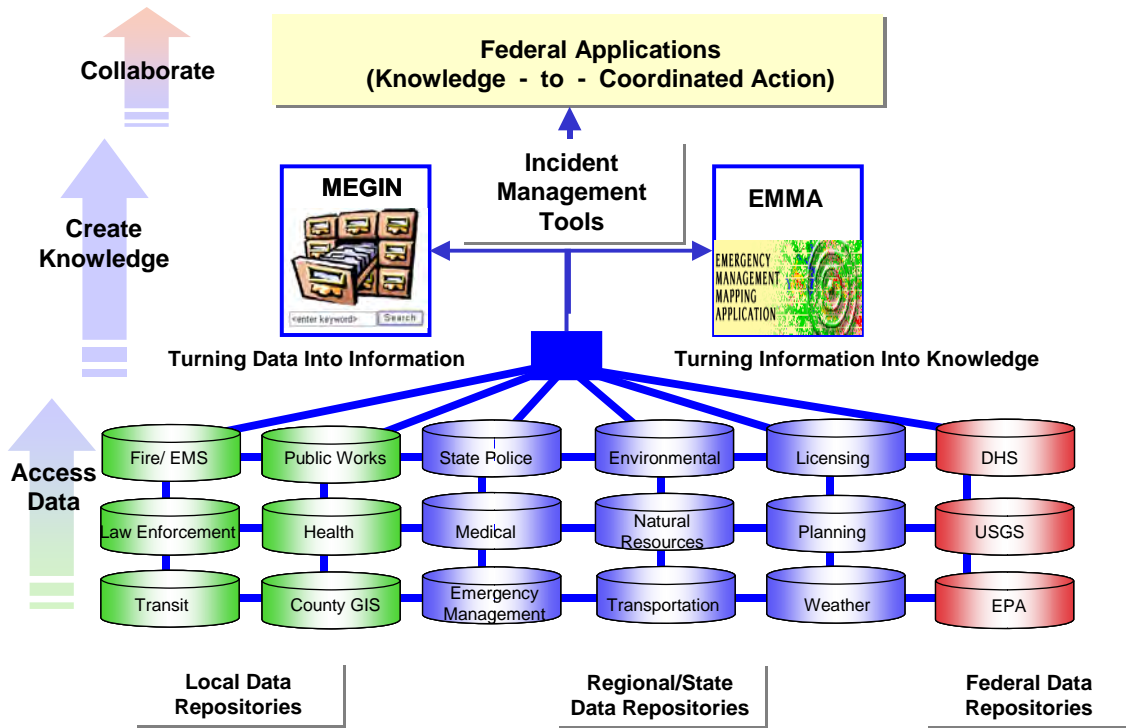 Collaborate
Federal Applications
(Knowledge - to - Coordinated Action)
Incident
Management
Tools
MEGIN
<enter keyword> Search
EMMA
EMERGENCY
MANAGEMENT
MAPPING
APPLICATION
Create
Knowledge
Turning Data Into Information
Turning Information Into Knowledge
Access
Data
Fire/ EMS
Public Works
State Police
Environmental
Licensing
DHS
Law Enforcement
Health
Medical
Natural
Resources
Planning
USGS
Transit
County GIS
Emergency
Management
Transportation
Weather
EPA
Local Data
Repositories
Regional/State
Data Repositories
Federal Data
Repositories